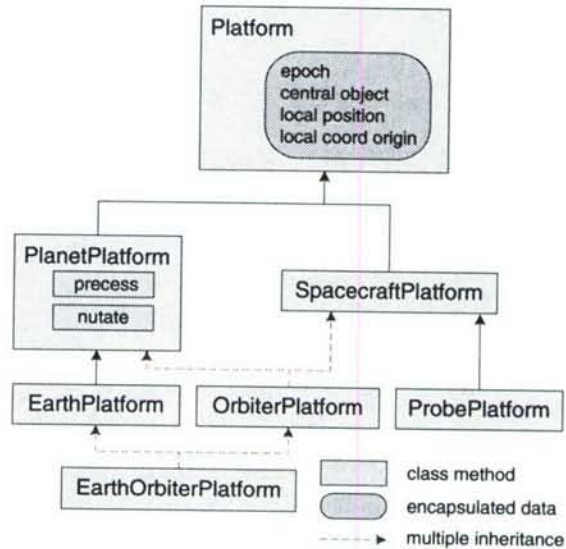 Platform
epoch
central object
local position
local coord origin
PlanetPlatform
precess
nutate
SpacecraftPlatform
EarthPlatform
OrbiterPlatform
ProbePlatform
EarthOrbiterPlatform
class method
encapsulated data
multiple inheritance